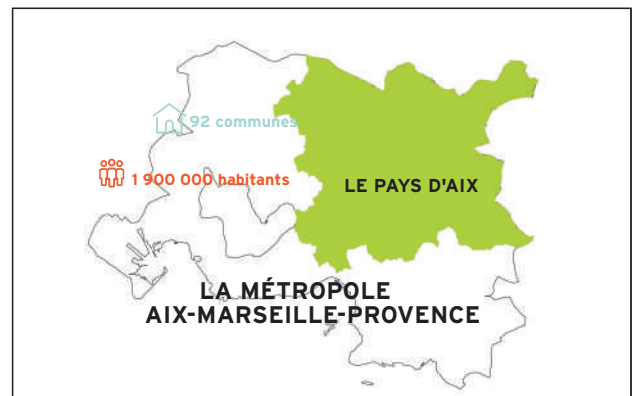 92 communes
1 900 000 habitants
LE PAYS D'AIX
LA MÉTROPOLE
AIX-MARSEILLE-PROVENCE